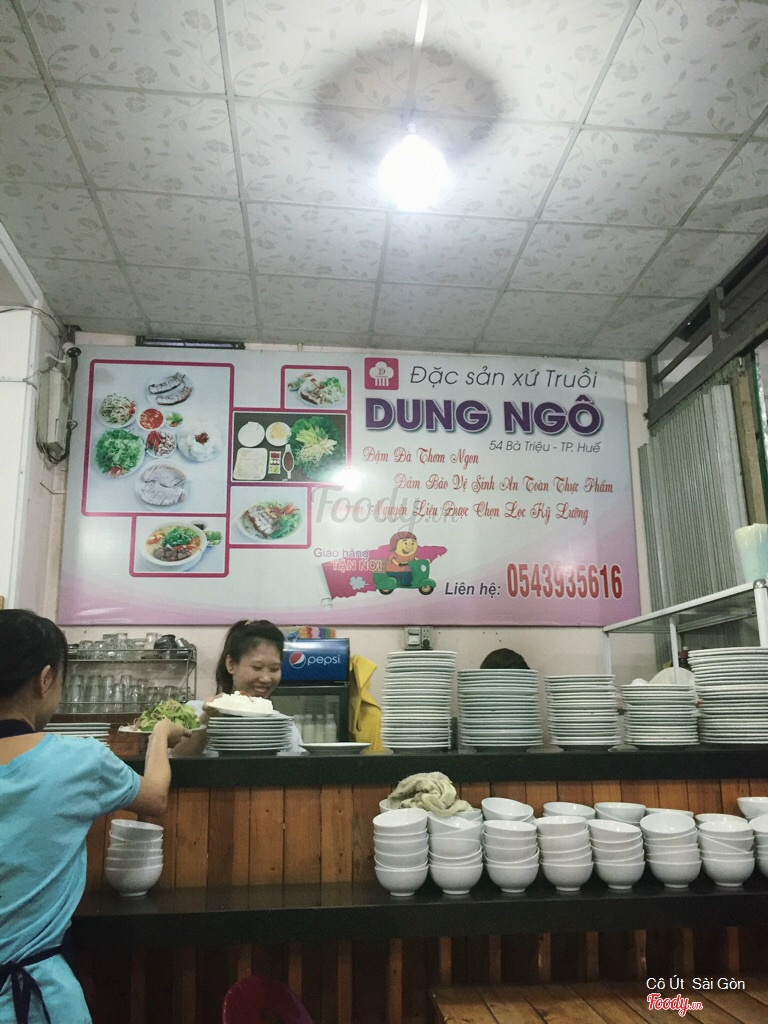 Đặc sản xứ Truồi
DUNG NGÔ
54 Bà Triệu - TP. Huế
Đậm Đà Thơm Ngon
Đảm Bảo Vệ Sinh An Toàn Thực Phẩm
Nguyên Liệu Được Chọn Lọc Kỹ Lưỡng
Foody.vn
Giao hàng
TẬN NƠI
Liên hệ: 0543935616
pepsi
Cô Út Sài Gòn
Foody.vn